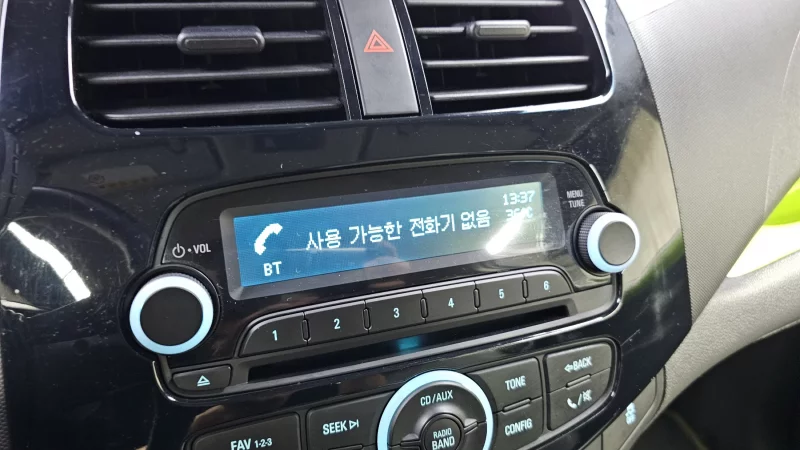 13:37
사용 가능한 전화기 없음
36°C
BT
VOL
MENU
TUNE
1 2 3 4 5 6
CD/AUX
TONE
BACK
SEEK
RADIO
BAND
CONFIG
FAV 1-2-3